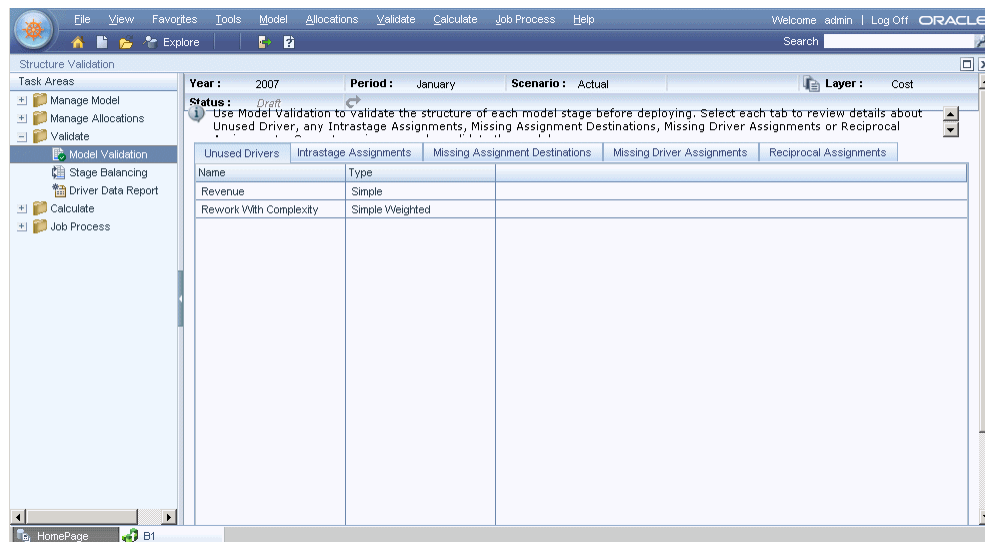 File View Favorites Tools Model Allocations Validate Calculate Job Process Help Welcome admin | Log Off ORACLE
Explore Search
Structure Validation
Task Areas
Manage Model
Manage Allocations
Validate
Model Validation
Stage Balancing
Driver Data Report
Calculate
Job Process
Year : 2007 Period : January Scenario : Actual Layer : Cost
Status : Draft
Use Model Validation to validate the structure of each model stage before deploying. Select each tab to review details about
Unused Driver, any Intrastage Assignments, Missing Assignment Destinations, Missing Driver Assignments or Reciprocal
Unused Drivers Intrastage Assignments Missing Assignment Destinations Missing Driver Assignments Reciprocal Assignments
Name Type
Revenue Simple
Rework With Complexity Simple Weighted
HomePage B1